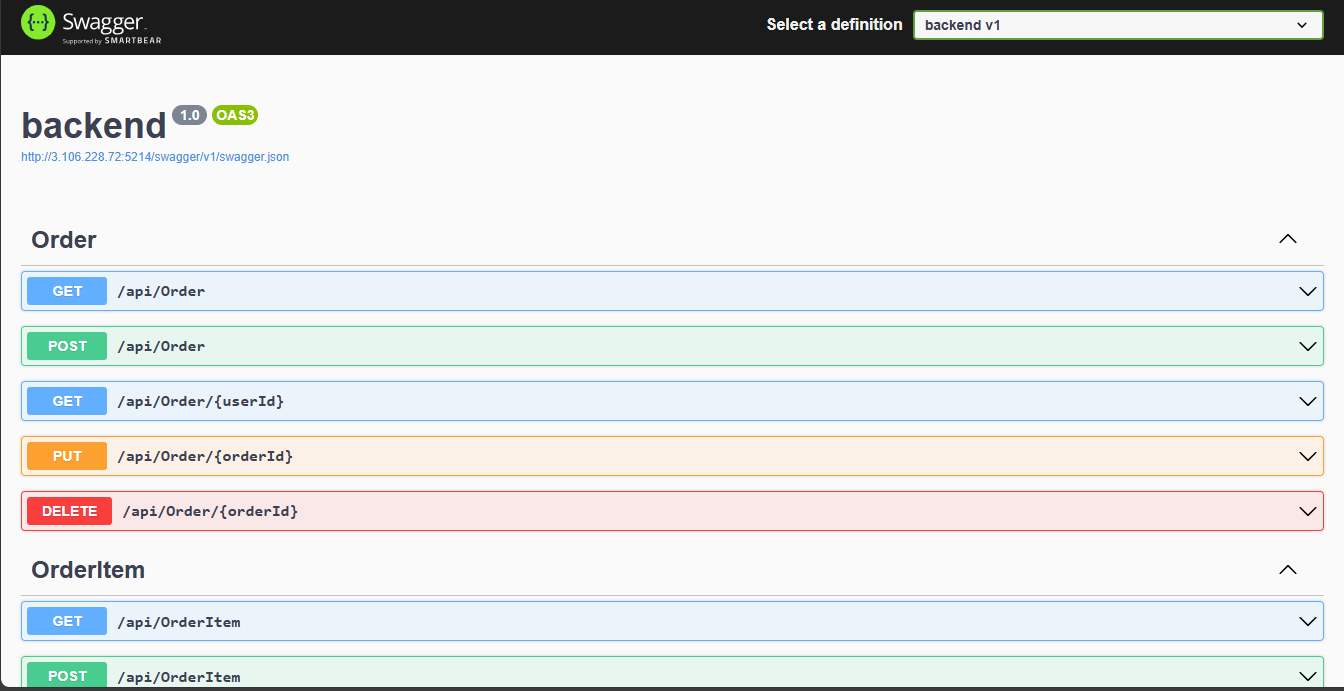 Swagger
Supported by SMARTBEAR
Select a definition
backend v1
backend 1.0 OAS3
http://3.106.228.72:5214/swagger/v1/swagger.json
Order
GET /api/Order
POST /api/Order
GET /api/Order/{userId}
PUT /api/Order/{orderId}
DELETE /api/Order/{orderId}
OrderItem
GET /api/OrderItem
POST /api/OrderItem